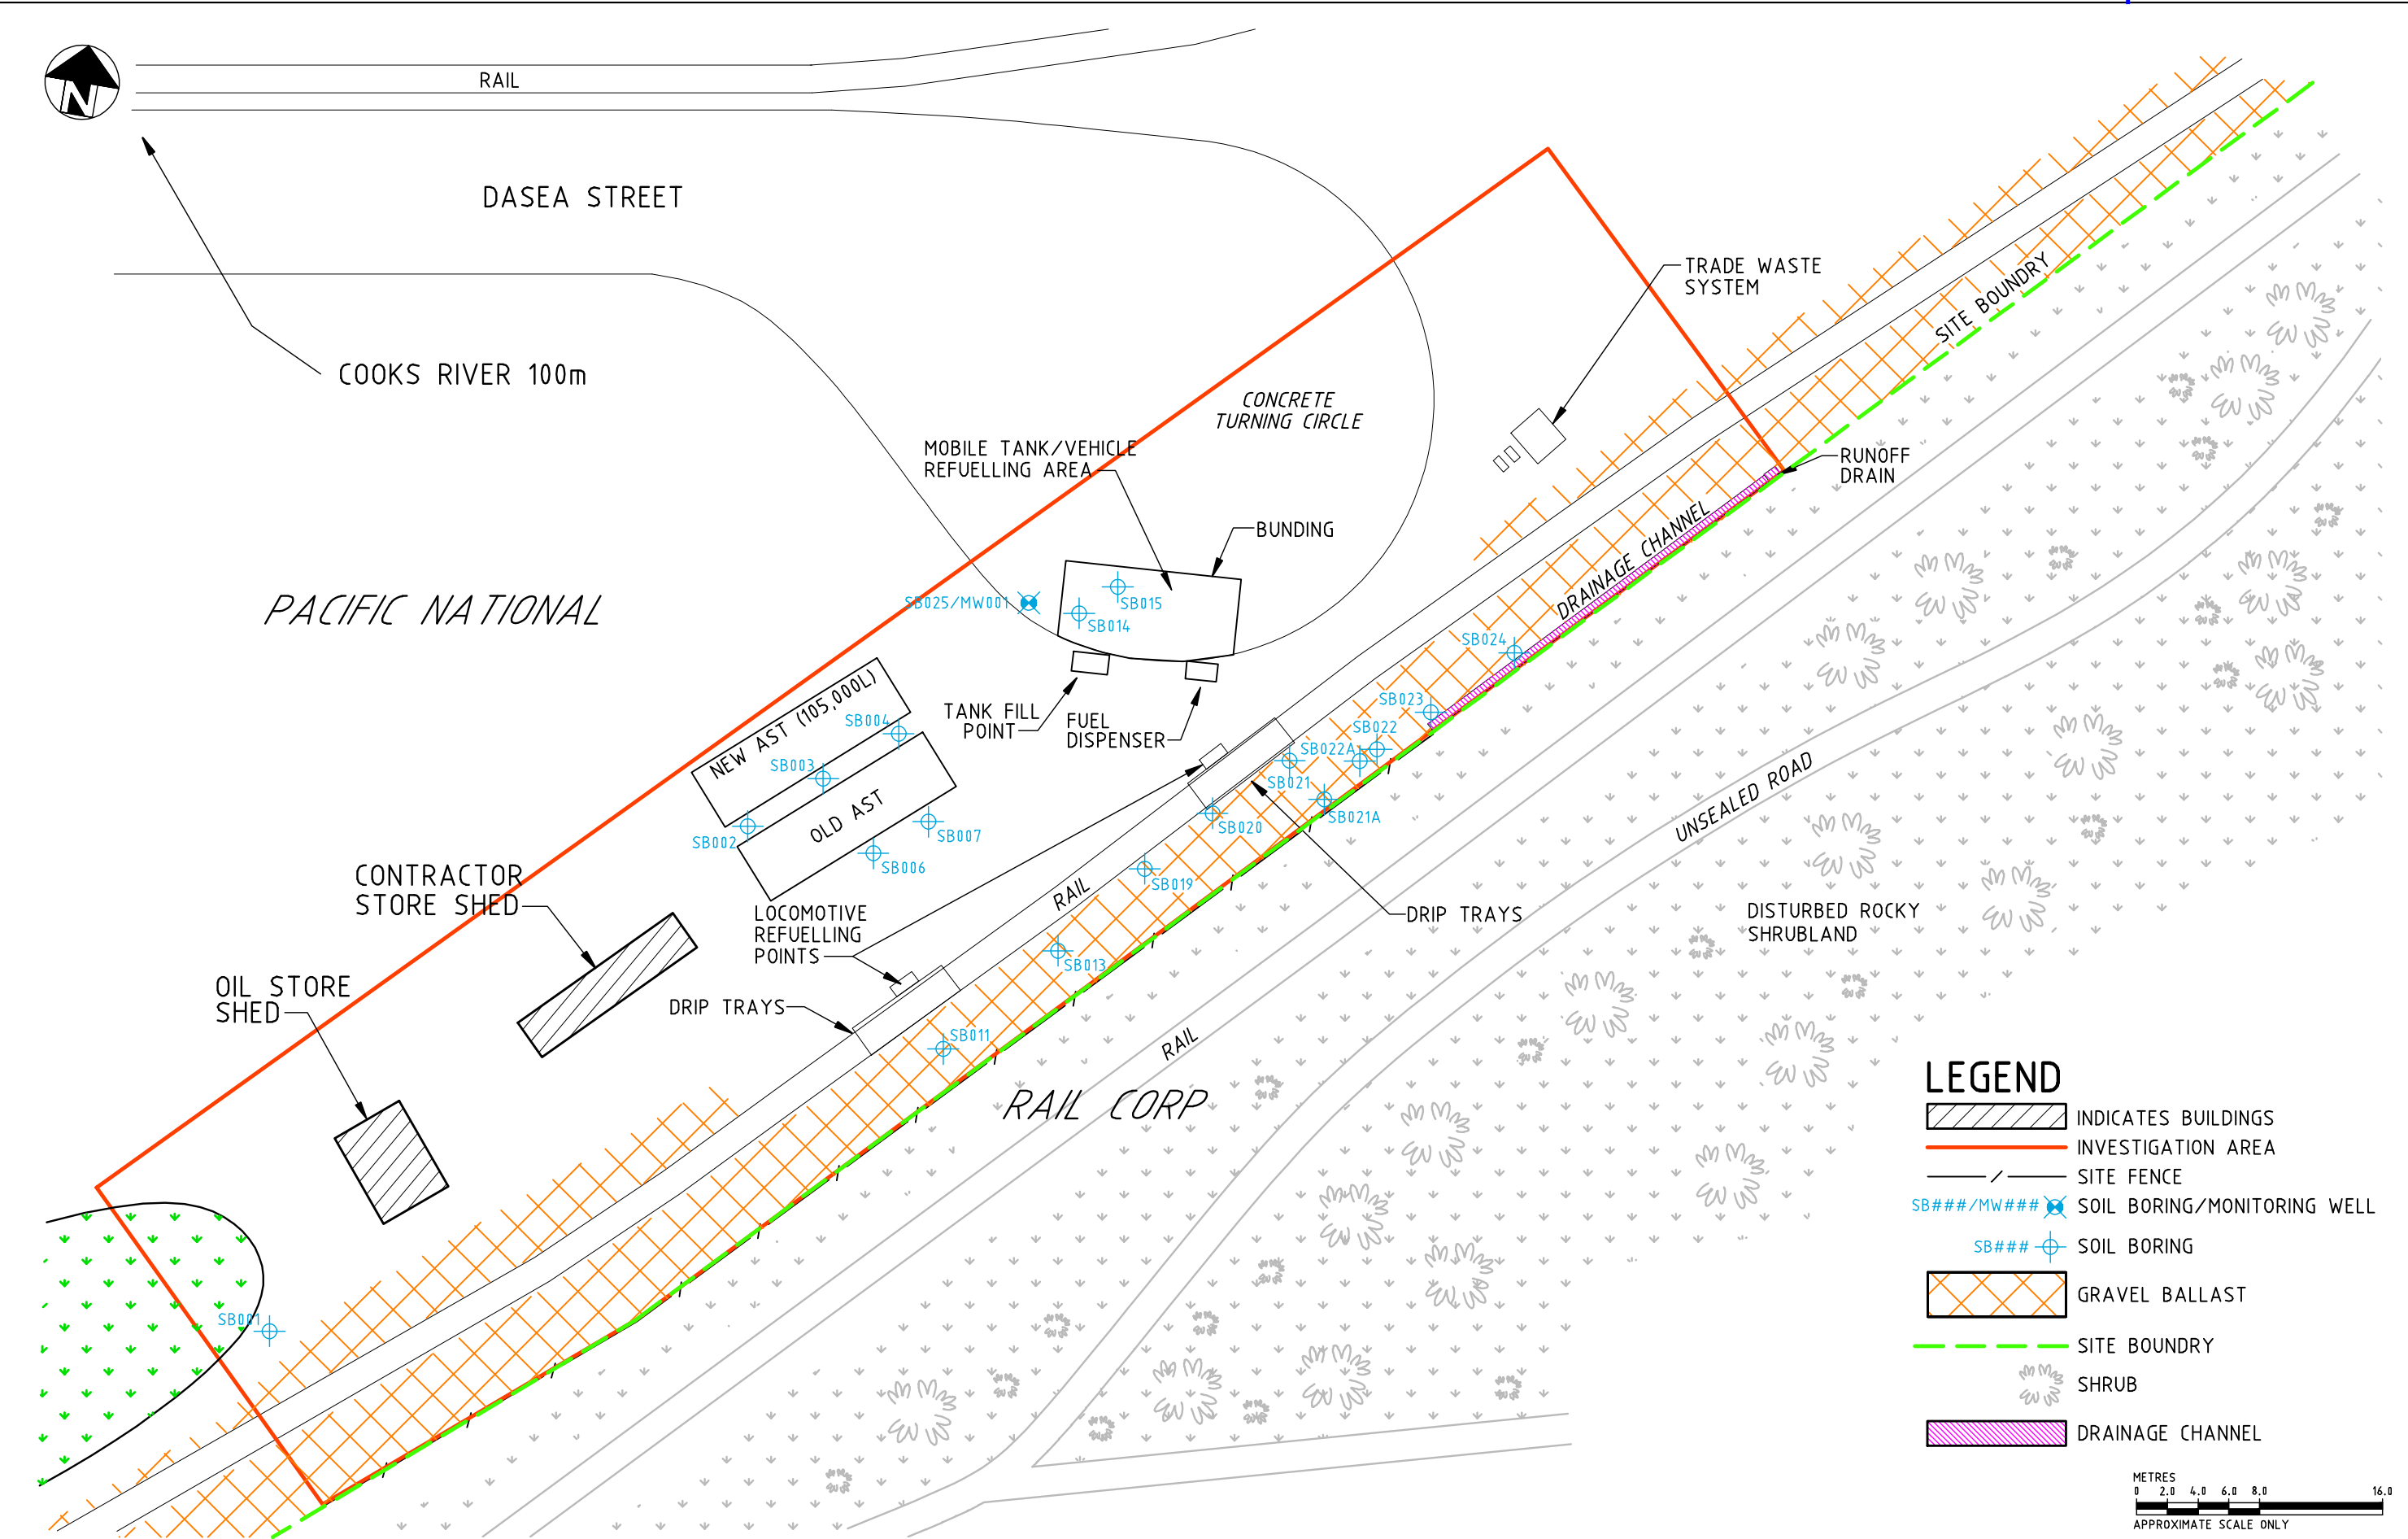 N
RAIL
DASEA STREET
COOKS RIVER 100m
TRADE WASTE
SYSTEM
SITE BOUNDRY
CONCRETE
TURNING CIRCLE
MOBILE TANK/VEHICLE
REFUELLING AREA
RUNOFF
DRAIN
BUNDING
DRAINAGE CHANNEL
PACIFIC NATIONAL
SB025/MW001
SB015
SB014
SB024
NEW AST (105,000L)
SB004
TANK FILL
POINT
FUEL
DISPENSER
SB023
SB022
SB022A
SB003
SB021
SB021A
SB020
OLD AST
SB002
SB007
SB006
UNSEALED ROAD
CONTRACTOR
STORE SHED
RAIL
SB019
LOCOMOTIVE
REFUELLING
POINTS
DRIP TRAYS
DISTURBED ROCKY
SHRUBLAND
SB013
OIL STORE
SHED
DRIP TRAYS
SB011
RAIL
RAIL CORP
SB001
LEGEND
INDICATES BUILDINGS
INVESTIGATION AREA
SITE FENCE
SB###/MW### SOIL BORING/MONITORING WELL
SB### SOIL BORING
GRAVEL BALLAST
SITE BOUNDRY
SHRUB
DRAINAGE CHANNEL
METRES
0 2.0 4.0 6.0 8.0 16.0
APPROXIMATE SCALE ONLY